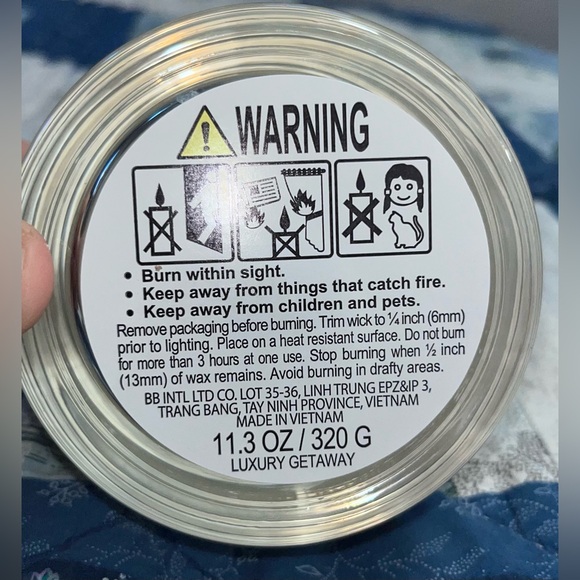 WARNING
• Burn within sight.
• Keep away from things that catch fire.
• Keep away from children and pets.
Remove packaging before burning. Trim wick to ¼ inch (6mm)
prior to lighting. Place on a heat resistant surface. Do not burn
for more than 3 hours at one use. Stop burning when ½ inch
(13mm) of wax remains. Avoid burning in drafty areas.
BB INTL LTD CO. LOT 35-36, LINH TRUNG EPZ&IP 3,
TRANG BANG, TAY NINH PROVINCE, VIETNAM
MADE IN VIETNAM
11.3 OZ / 320 G
LUXURY GETAWAY